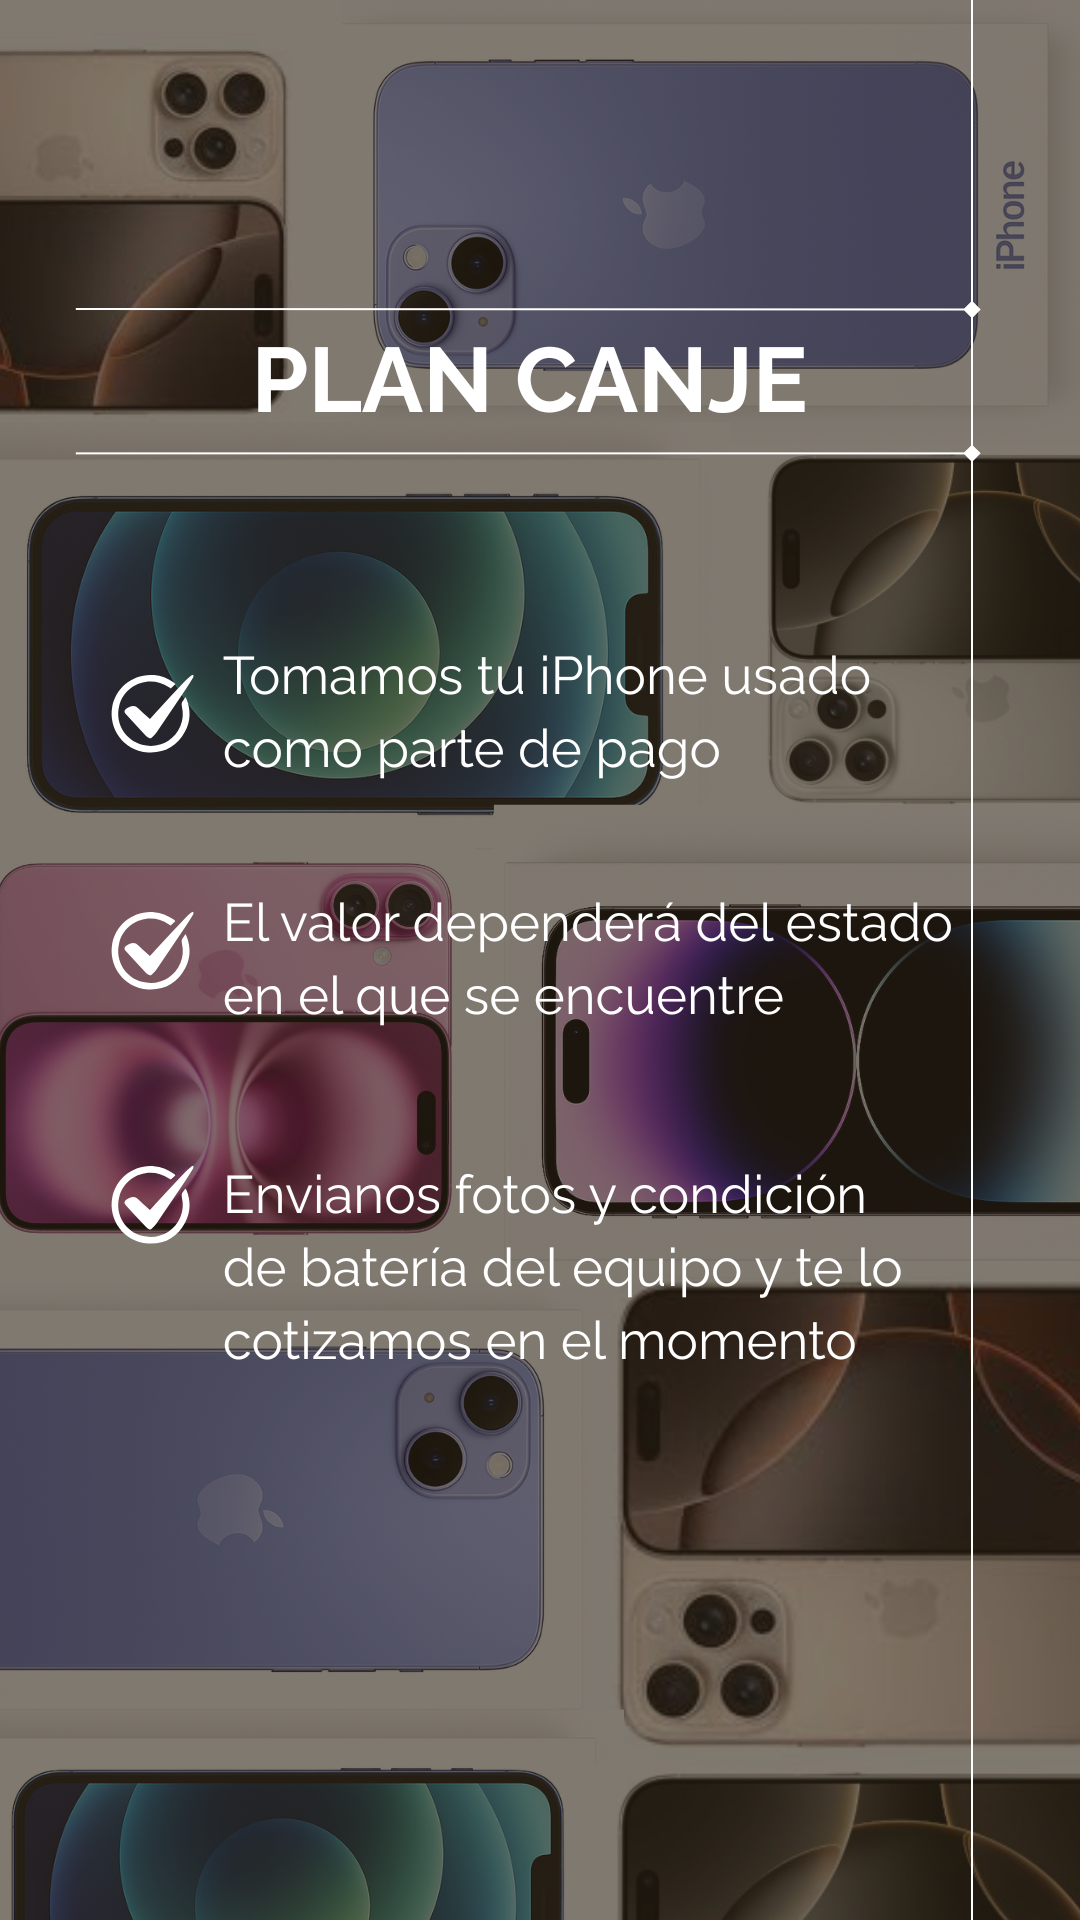 iPhone
PLAN CANJE
Tomamos tu iPhone usado
como parte de pago
El valor dependerá del estado
en el que se encuentre
Envianos fotos y condición
de batería del equipo y te lo
cotizamos en el momento